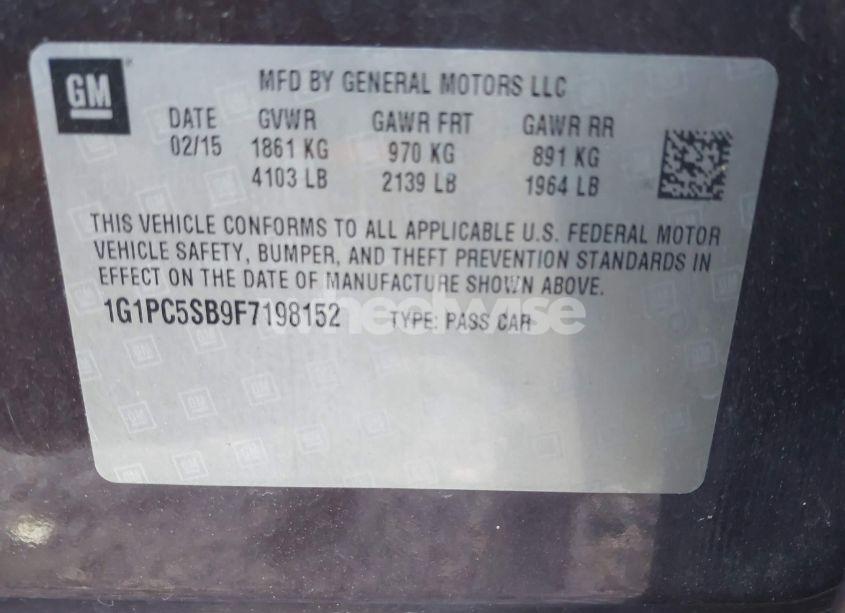 GM
MFD BY GENERAL MOTORS LLC
DATE GVWR GAWR FRT GAWR RR
02/15 1861 KG 970 KG 891 KG
4103 LB 2139 LB 1964 LB
THIS VEHICLE CONFORMS TO ALL APPLICABLE U.S. FEDERAL MOTOR
VEHICLE SAFETY, BUMPER, AND THEFT PREVENTION STANDARDS IN
EFFECT ON THE DATE OF MANUFACTURE SHOWN ABOVE.
1G1PC5SB9F7198152 TYPE: PASS CAR
wheelwise